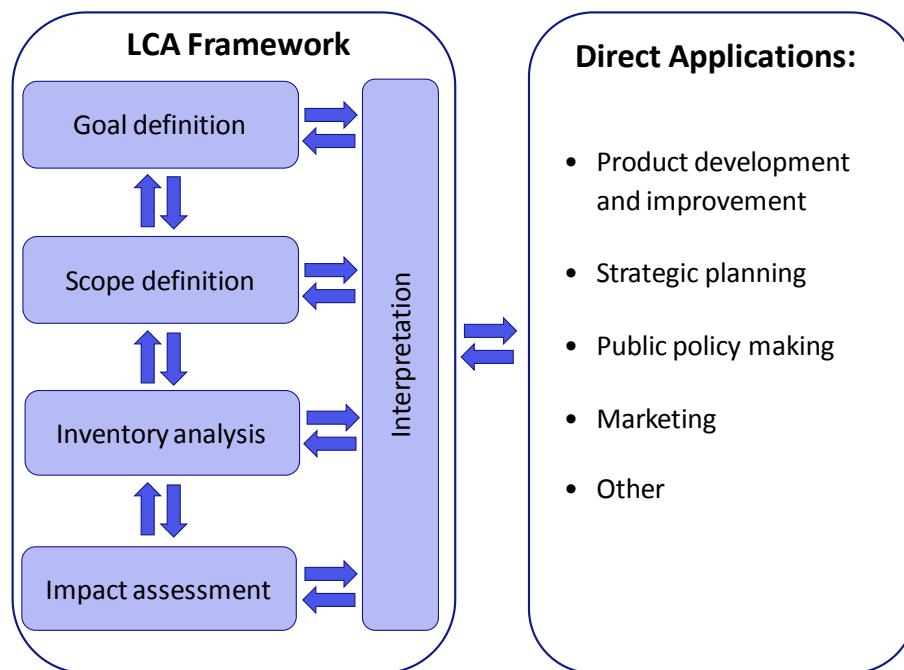 LCA Framework
Goal definition
Scope definition
Inventory analysis
Impact assessment
Interpretation
Direct Applications:
• Product development
and improvement
• Strategic planning
• Public policy making
• Marketing
• Other